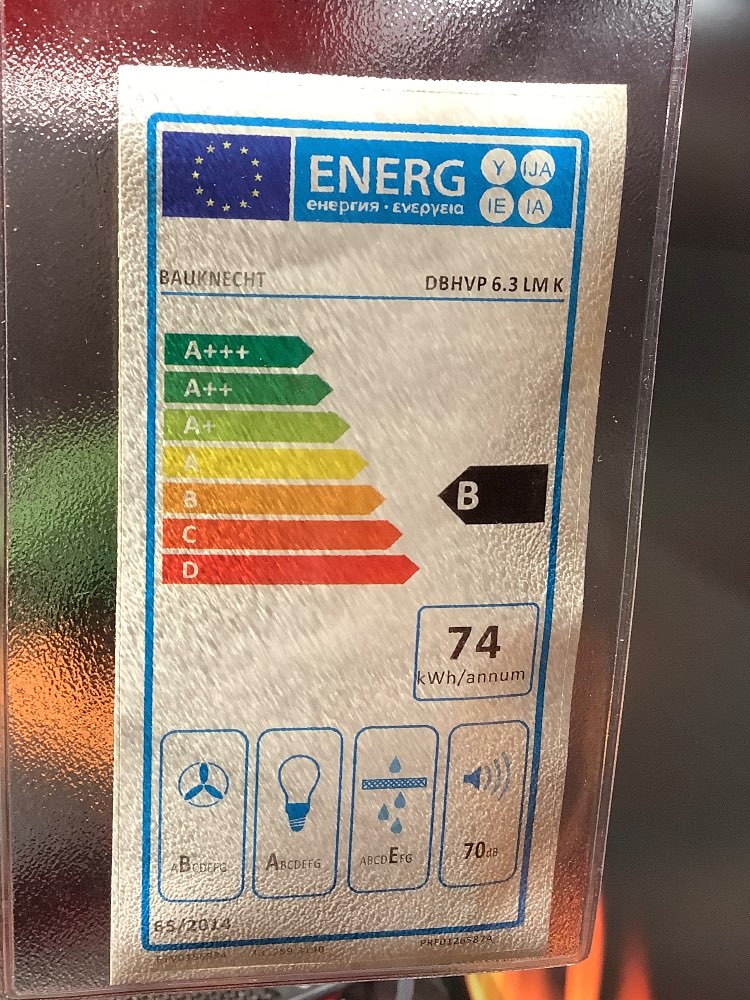 ENERG Y IJA
енергия · ενεργεια IE IA
BAUKNECHT DBHVP 6.3 LM K
A+++
A++
A+
A
B
B
C
D
74
kWh/annum
ABCDEFG ABCDEFG ABCDEFG 70dB
65/2014